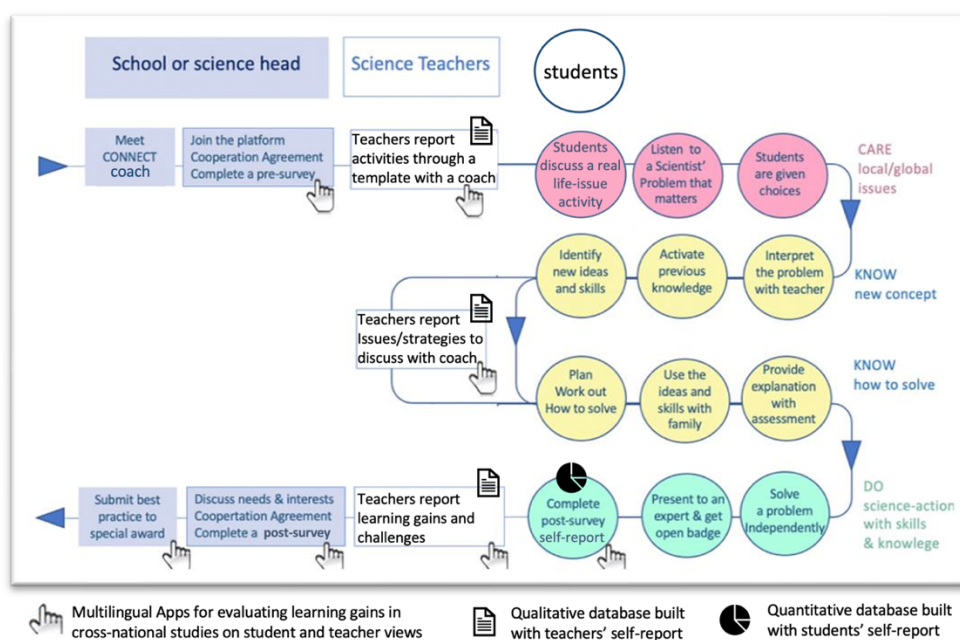 School or science head
Science Teachers
students
Meet
CONNECT
coach
Join the platform
Cooperation Agreement
Complete a pre-survey
Teachers report
activities through a
template with a coach
Students
discuss a real
life-issue
activity
Listen to
a Scientist'
Problem that
matters
Students
are given
choices
CARE
local/global
issues
Identify
new ideas
and skills
Activate
previous
knowledge
Interpret
the problem
with teacher
KNOW
new concept
Teachers report
Issues/strategies to
discuss with coach
Plan
Work out
How to solve
Use the
ideas and
skills with
family
Provide
explanation
with
assessment
KNOW
how to solve
Submit best
practice to
special award
Discuss needs & interests
Coopertation Agreement
Complete a post-survey
Teachers report
learning gains and
challenges
Complete
post-survey
self-report
Present to an
expert & get
open badge
Solve
a problem
Independently
DO
science-action
with skills
& knowlege
Multilingual Apps for evaluating learning gains in
cross-national studies on student and teacher views
Qualitative database built
with teachers' self-report
Quantitative database built
with students' self-report